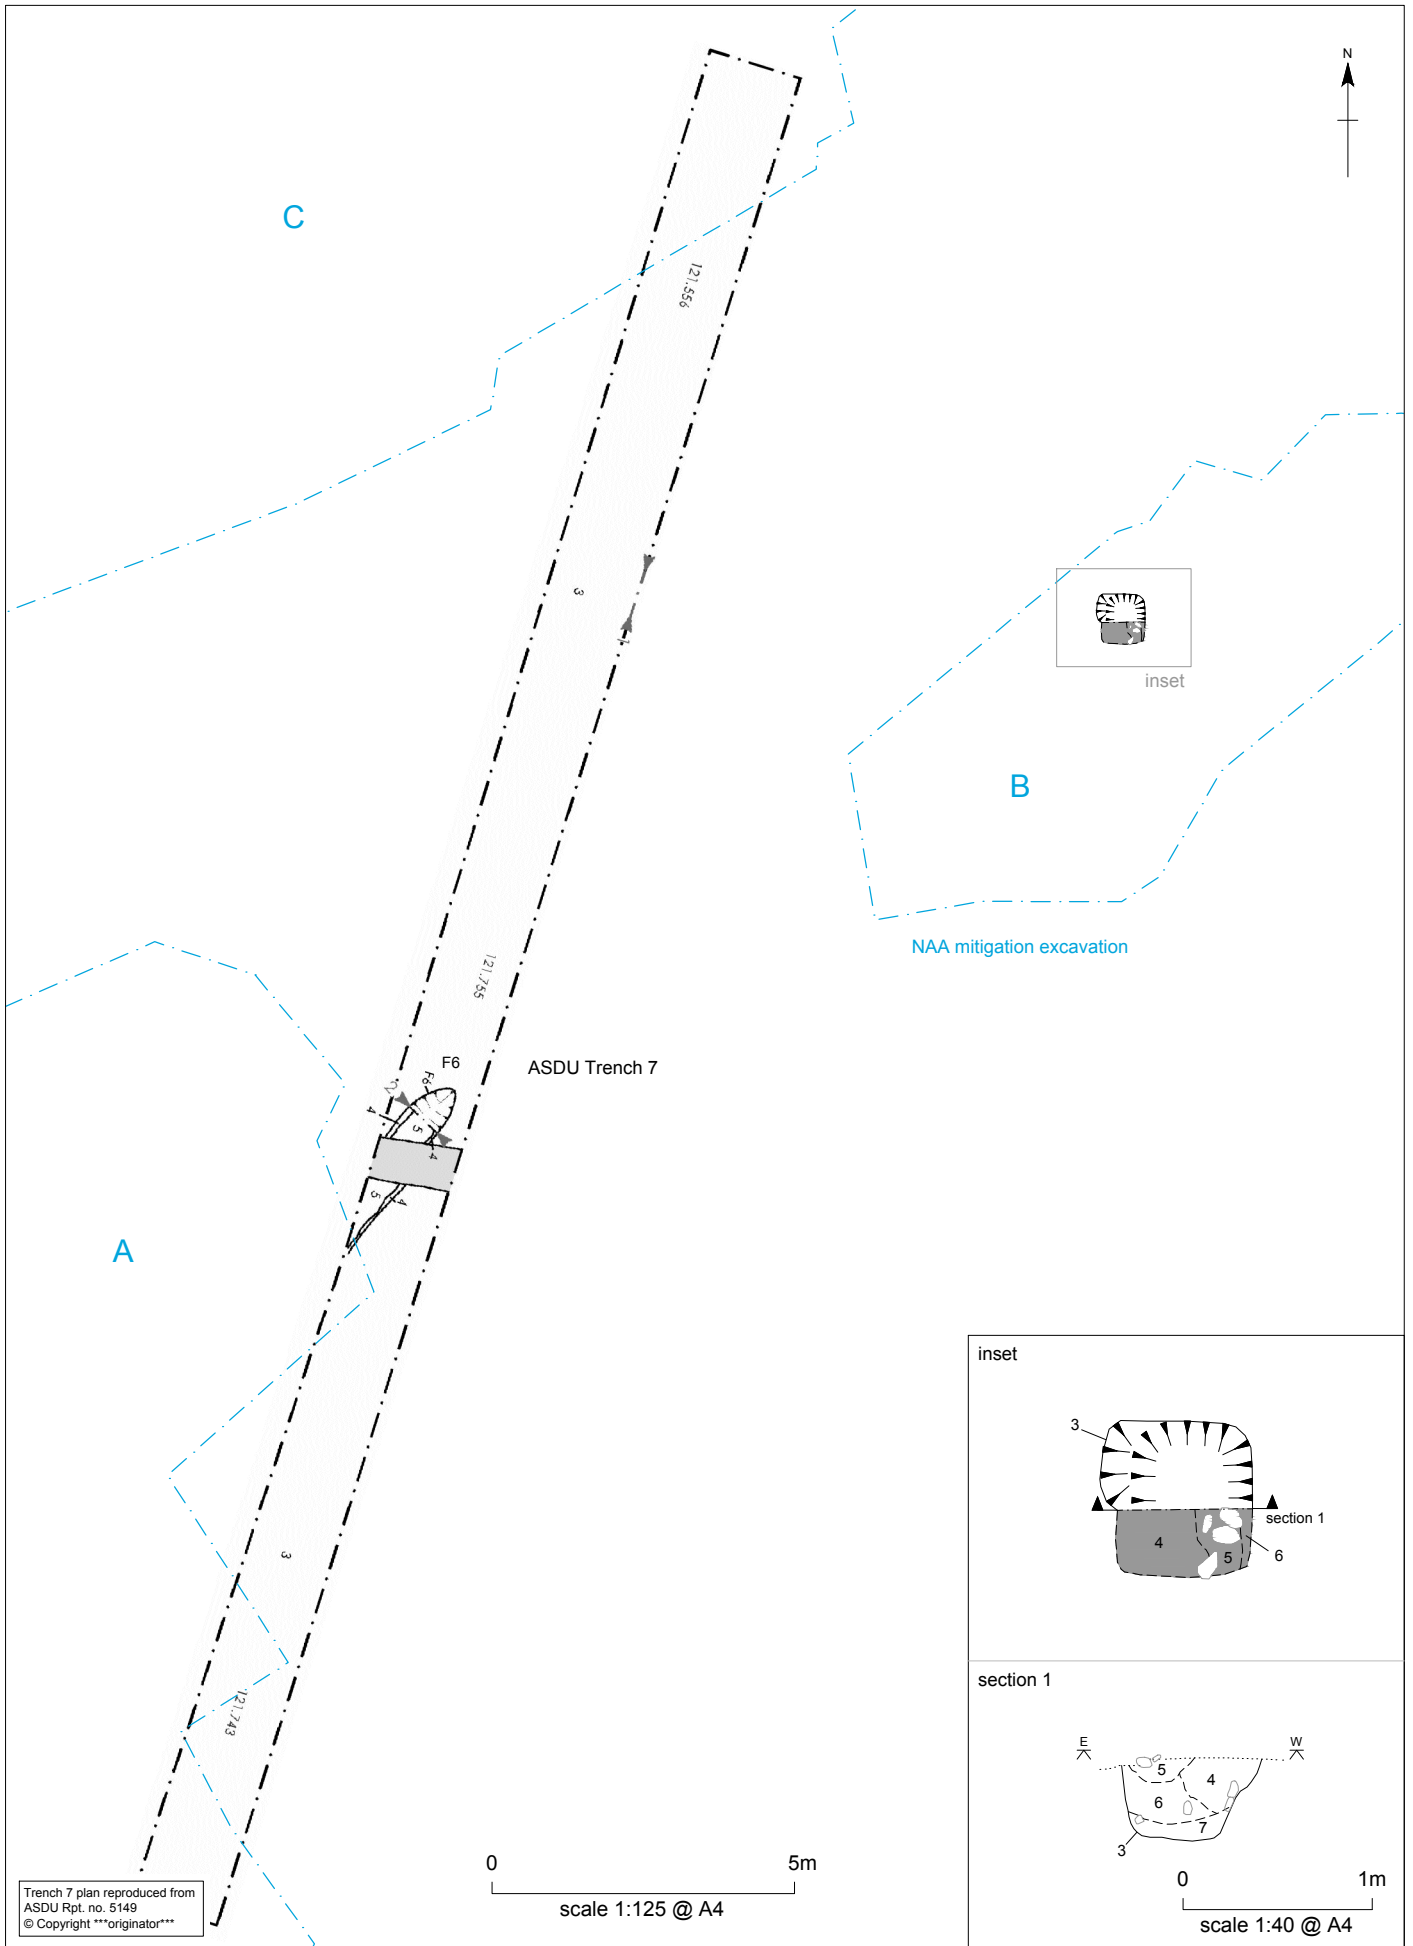 N
C
121.556
3
1
inset
B
NAA mitigation excavation
121.755
F6
ASDU Trench 7
F6
2
4
5
4
5
4
A
3
121.743
inset
3
section 1
4
5
6
section 1
E
W
5
4
6
7
3
0 5m
scale 1:125 @ A4
0 1m
scale 1:40 @ A4
Trench 7 plan reproduced from
ASDU Rpt. no. 5149
© Copyright ***originator***